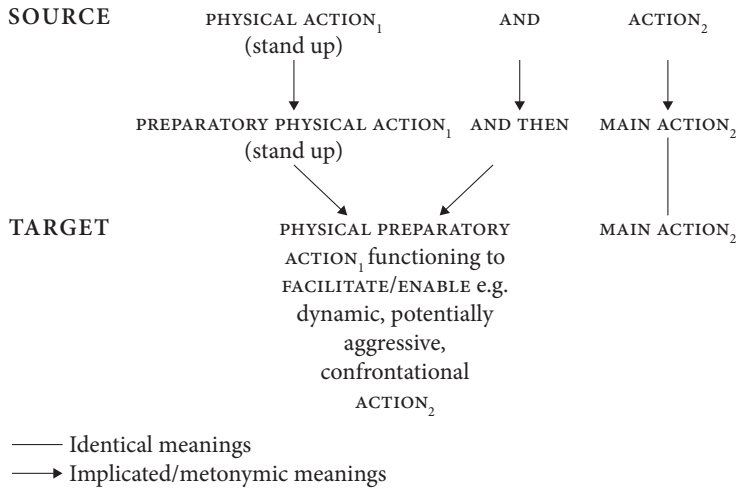 SOURCE PHYSICAL ACTION₁ AND ACTION₂
(stand up)
PREPARATORY PHYSICAL ACTION₁ AND THEN MAIN ACTION₂
(stand up)
TARGET PHYSICAL PREPARATORY MAIN ACTION₂
ACTION₁ functioning to
FACILITATE/ENABLE e.g.
dynamic, potentially
aggressive,
confrontational
ACTION₂
Identical meanings
Implicated/metonymic meanings